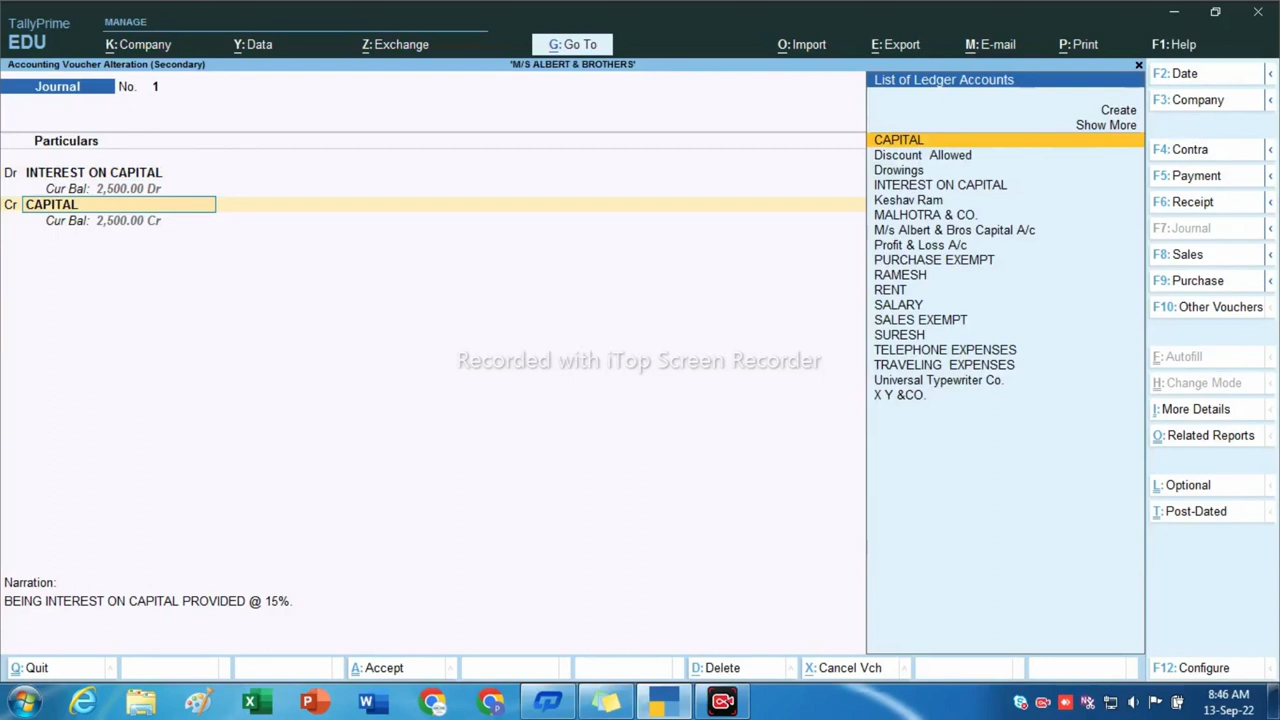 TallyPrime
EDU
MANAGE
K: Company
Y: Data
Z: Exchange
G: Go To
O: Import
E: Export
M: E-mail
P: Print
F1: Help
Accounting Voucher Alteration (Secondary)
'M/S ALBERT & BROTHERS'
Journal No. 1
Particulars
Dr INTEREST ON CAPITAL
Cur Bal: 2,500.00 Dr
Cr CAPITAL
Cur Bal: 2,500.00 Cr
Recorded with iTop Screen Recorder
Narration:
BEING INTEREST ON CAPITAL PROVIDED @ 15%.
List of Ledger Accounts
Create
Show More
CAPITAL
Discount Allowed
Drowings
INTEREST ON CAPITAL
Keshav Ram
MALHOTRA & CO.
M/s Albert & Bros Capital A/c
Profit & Loss A/c
PURCHASE EXEMPT
RAMESH
RENT
SALARY
SALES EXEMPT
SURESH
TELEPHONE EXPENSES
TRAVELING EXPENSES
Universal Typewriter Co.
X Y &CO.
F2: Date
F3: Company
F4: Contra
F5: Payment
F6: Receipt
F7: Journal
F8: Sales
F9: Purchase
F10: Other Vouchers
E: Autofill
H: Change Mode
I: More Details
O: Related Reports
L: Optional
T: Post-Dated
Q: Quit
A: Accept
D: Delete
X: Cancel Vch
F12: Configure
8:46 AM
13-Sep-22